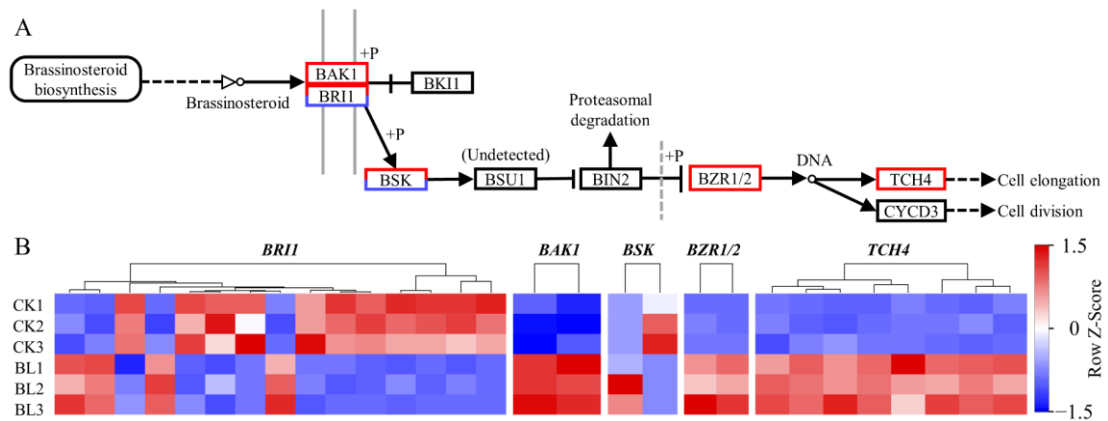 A
+P
Brassinosteroid
biosynthesis
BAK1
BKI1
Brassinosteroid
BRI1
Proteasomal
degradation
+P
(Undetected)
+P
DNA
BSK
BSU1
BIN2
BZR1/2
TCH4
Cell elongation
CYCD3
Cell division
B
BRI1
BAK1
BSK
BZR1/2
TCH4
1.5
CK1
CK2
CK3
0
BL1
BL2
BL3
−1.5
Row Z-Score